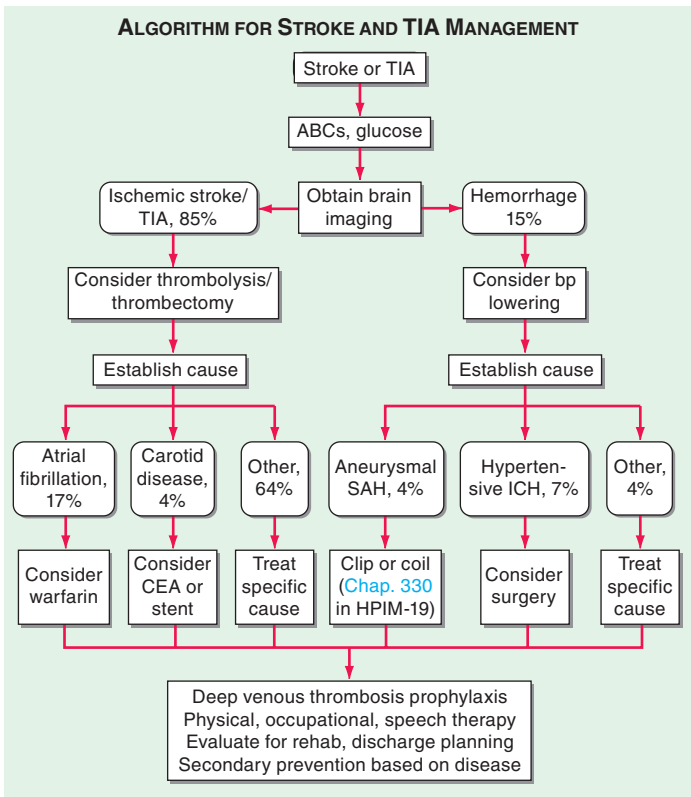 ALGORITHM FOR STROKE AND TIA MANAGEMENT
Stroke or TIA
ABCs, glucose
Obtain brain
imaging
Ischemic stroke/
TIA, 85%
Hemorrhage
15%
Consider thrombolysis/
thrombectomy
Consider bp
lowering
Establish cause
Establish cause
Atrial
fibrillation,
17%
Carotid
disease,
4%
Other,
64%
Aneurysmal
SAH, 4%
Hyperten-
sive ICH, 7%
Other,
4%
Consider
warfarin
Consider
CEA or
stent
Treat
specific
cause
Clip or coil
(Chap. 330
in HPIM-19)
Consider
surgery
Treat
specific
cause
Deep venous thrombosis prophylaxis
Physical, occupational, speech therapy
Evaluate for rehab, discharge planning
Secondary prevention based on disease